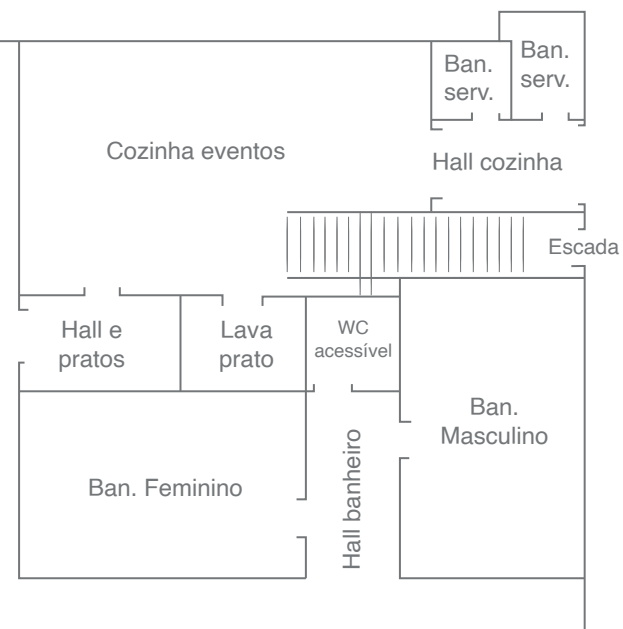 Ban.
serv.
Ban.
serv.
Cozinha eventos
Hall cozinha
Escada
Hall e
pratos
Lava
prato
WC
acessível
Ban.
Masculino
Ban. Feminino
Hall banheiro